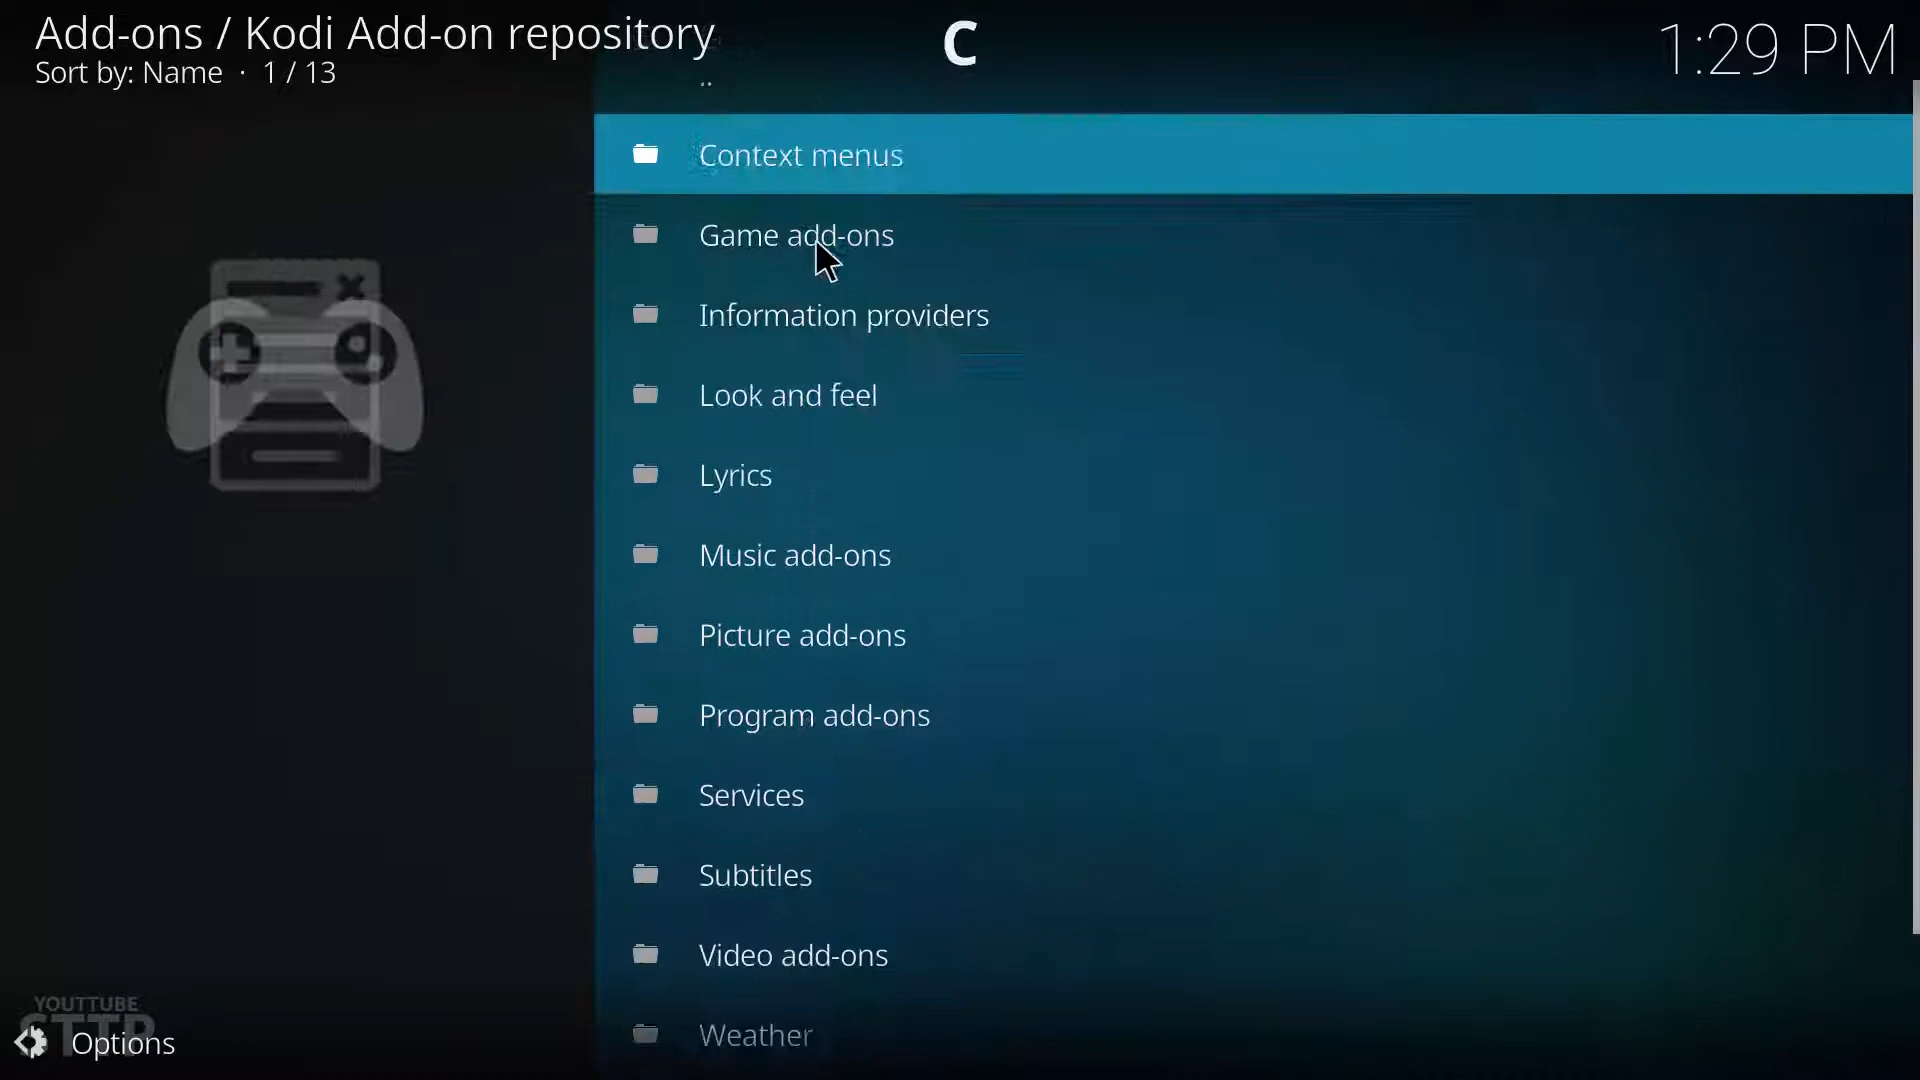 Add-ons / Kodi Add-on repository
Sort by: Name · 1 / 13
C
1:29 PM
..
Context menus
Game add-ons
Information providers
Look and feel
Lyrics
Music add-ons
Picture add-ons
Program add-ons
Services
Subtitles
Video add-ons
Weather
YOUTTUBE
STTP
Options